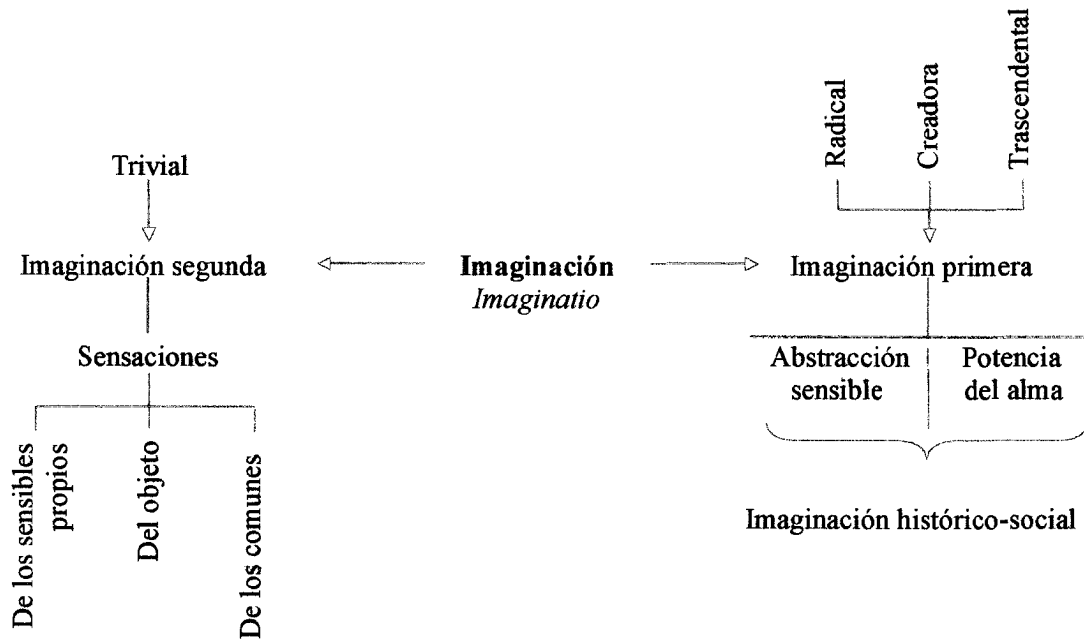 Radical
Creadora
Trascendental
Trivial
Imaginación segunda
Imaginación
Imaginatio
Imaginación primera
Sensaciones
Abstracción
sensible
Potencia
del alma
De los sensibles
propios
Del objeto
De los comunes
Imaginación histórico-social